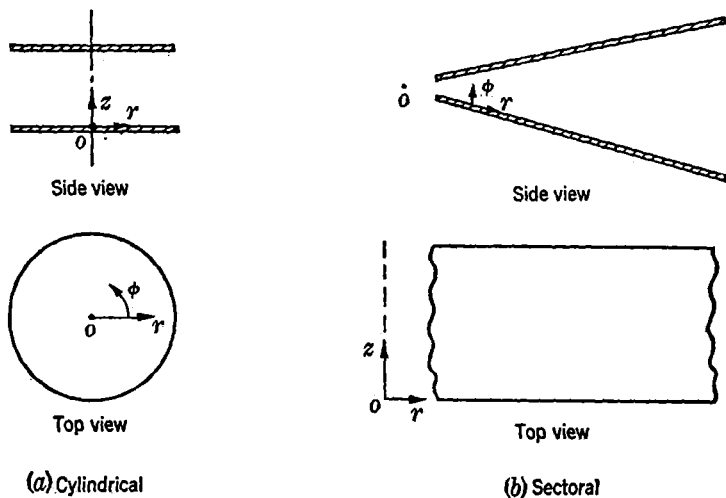 z
r
o
Side view
ϕ
o
r
Top view
(a) Cylindrical
ϕ
o
r
Side view
z
o
r
Top view
(b) Sectoral